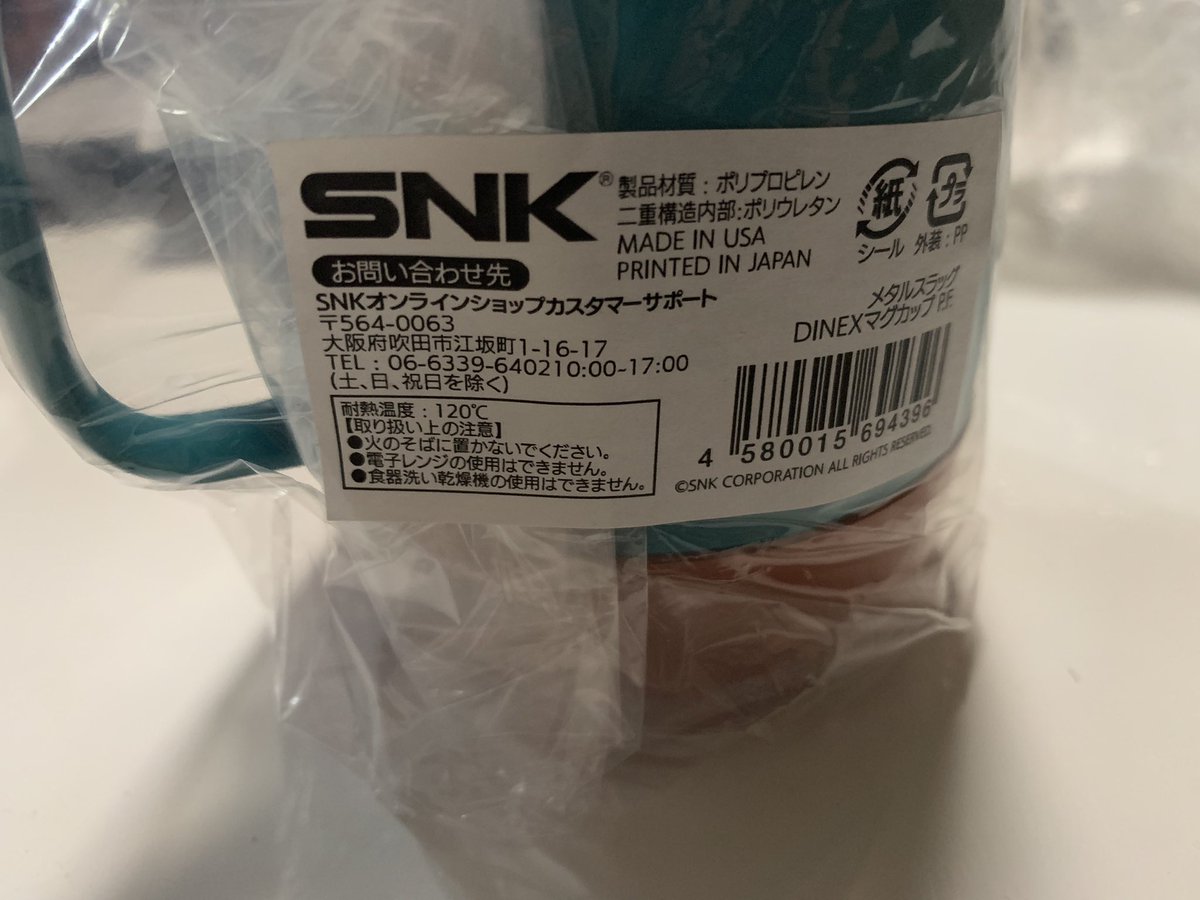 SNK®
製品材質：ポリプロピレン
二重構造内部:ポリウレタン
MADE IN USA
PRINTED IN JAPAN
紙
シール
プラ
外装：PP
お問い合わせ先
SNKオンラインショップカスタマーサポート
〒564-0063
大阪府吹田市江坂町1-16-17
TEL：06-6339-640210:00~17:00
(土、日、祝日を除く)
メタルスラッグ
DINEXマグカップ P.F.
耐熱温度：120℃
【取り扱い上の注意】
●火のそばに置かないでください。
●電子レンジの使用はできません。
●食器洗い乾燥機の使用はできません。
4 580015 694396
©SNK CORPORATION ALL RIGHTS RESERVED.